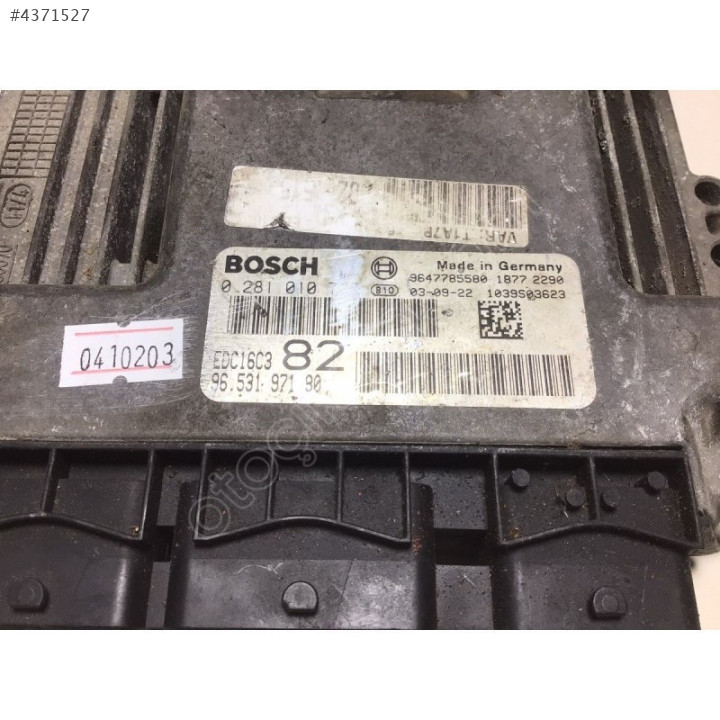 #4371527
VAR: T1A7P
BOSCH
Made in Germany
0 281 010
9647785580 1877 2290
810 03-09-22 1039S03623
EDC16C3 82
96.531 971 80
0410203